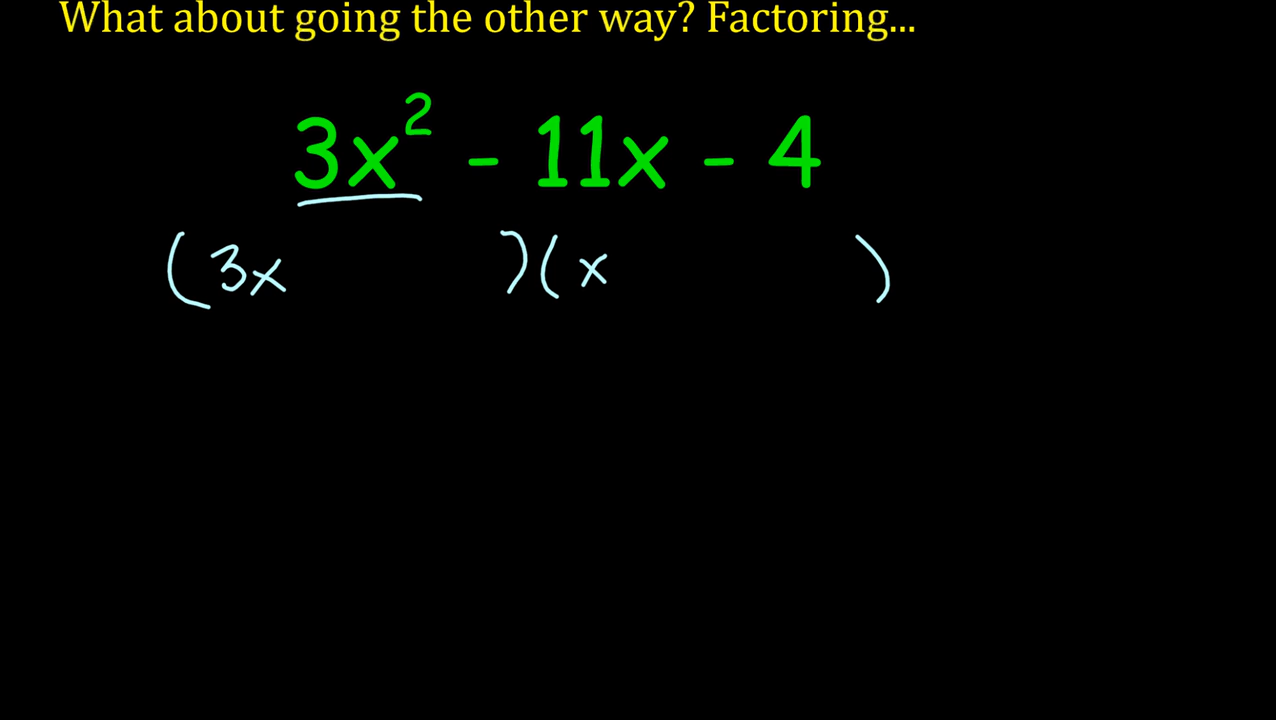 What about going the other way? Factoring...
3x² - 11x - 4
(3x )(x )